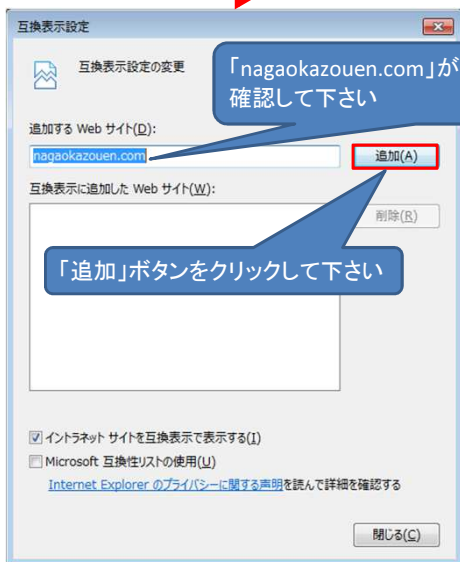 互換表示設定
互換表示設定の変更
「nagaokazouen.com」が
確認して下さい
追加する Web サイト(D):
nagaokazouen.com
追加(A)
互換表示に追加した Web サイト(W):
削除(R)
「追加」ボタンをクリックして下さい
イントラネット サイトを互換表示で表示する(I)
Microsoft 互換性リストの使用(U)
Internet Explorer のプライバシーに関する声明を読んで詳細を確認する
閉じる(C)